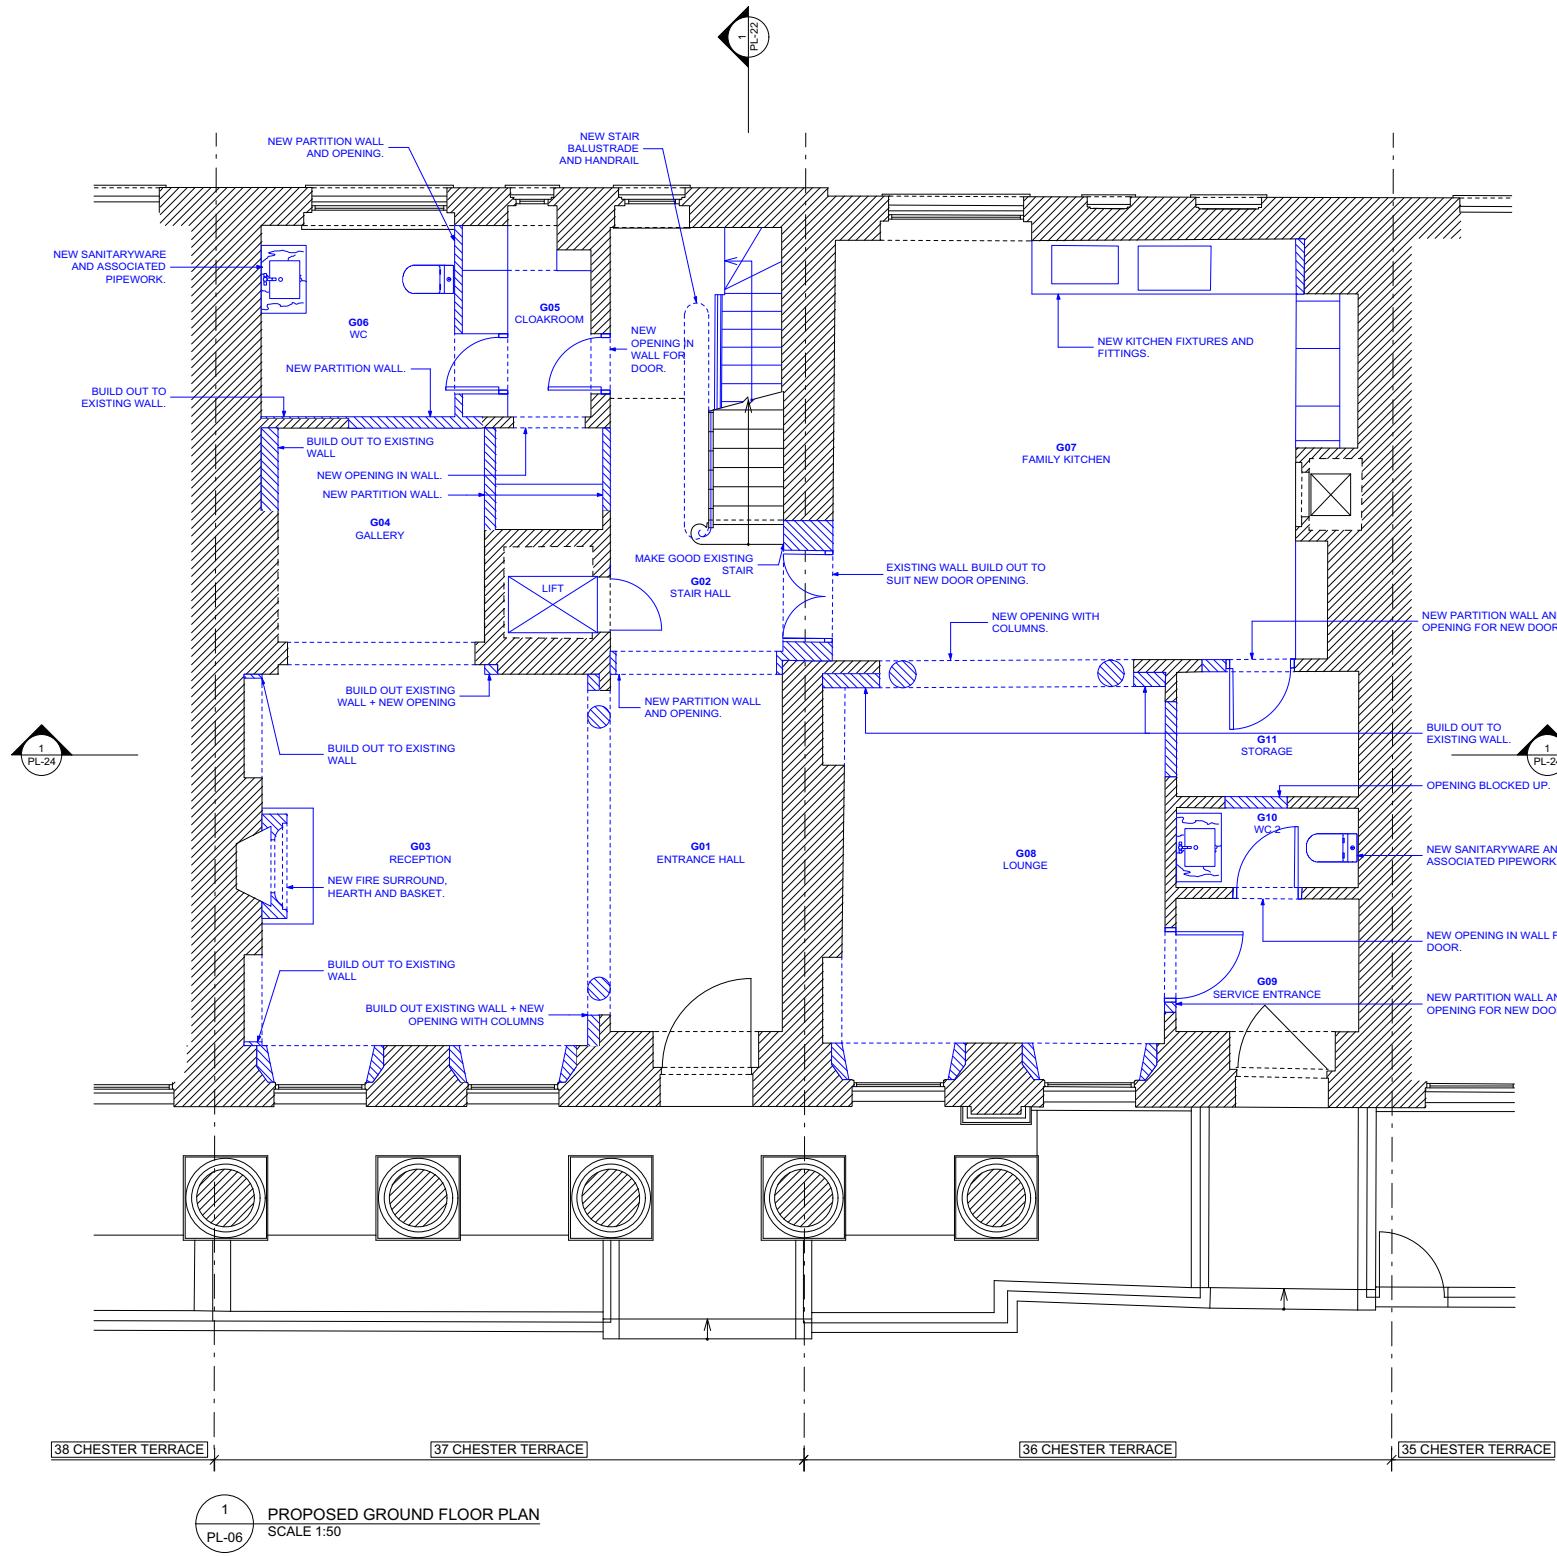 1
PL-22
NEW PARTITION WALL
AND OPENING.
NEW STAIR
BALUSTRADE
AND HANDRAIL
NEW SANITARYWARE
AND ASSOCIATED
PIPEWORK.
G06
WC
G05
CLOAKROOM
NEW
OPENING IN
WALL FOR
DOOR.
NEW KITCHEN FIXTURES AND
FITTINGS.
NEW PARTITION WALL.
BUILD OUT TO
EXISTING WALL.
BUILD OUT TO EXISTING
WALL
G07
FAMILY KITCHEN
NEW OPENING IN WALL.
NEW PARTITION WALL.
G04
GALLERY
MAKE GOOD EXISTING
STAIR
EXISTING WALL BUILD OUT TO
SUIT NEW DOOR OPENING.
LIFT
G02
STAIR HALL
NEW OPENING WITH
COLUMNS.
NEW PARTITION WALL AN
OPENING FOR NEW DOOR
BUILD OUT EXISTING
WALL + NEW OPENING
NEW PARTITION WALL
AND OPENING.
BUILD OUT TO EXISTING
WALL
G11
STORAGE
BUILD OUT TO
EXISTING WALL.
1
PL-24
1
PL-24
OPENING BLOCKED UP.
G10
WC 2
G03
RECEPTION
G01
ENTRANCE HALL
G08
LOUNGE
NEW SANITARYWARE AN
ASSOCIATED PIPEWORK
NEW FIRE SURROUND,
HEARTH AND BASKET.
NEW OPENING IN WALL F
DOOR.
BUILD OUT TO EXISTING
WALL
G09
SERVICE ENTRANCE
NEW PARTITION WALL AN
OPENING FOR NEW DOO
BUILD OUT EXISTING WALL + NEW
OPENING WITH COLUMNS
38 CHESTER TERRACE
37 CHESTER TERRACE
36 CHESTER TERRACE
35 CHESTER TERRACE
1
PL-06
PROPOSED GROUND FLOOR PLAN
SCALE 1:50